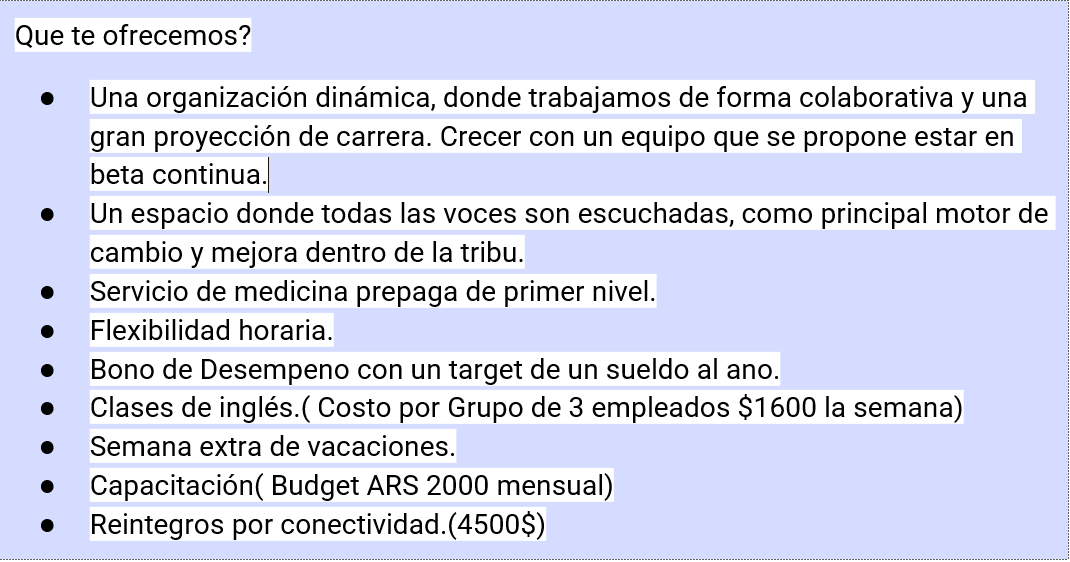 Que te ofrecemos?
● Una organización dinámica, donde trabajamos de forma colaborativa y una
gran proyección de carrera. Crecer con un equipo que se propone estar en
beta continua.
● Un espacio donde todas las voces son escuchadas, como principal motor de
cambio y mejora dentro de la tribu.
● Servicio de medicina prepaga de primer nivel.
● Flexibilidad horaria.
● Bono de Desempeno con un target de un sueldo al ano.
● Clases de inglés.( Costo por Grupo de 3 empleados $1600 la semana)
● Semana extra de vacaciones.
● Capacitación( Budget ARS 2000 mensual)
● Reintegros por conectividad.(4500$)